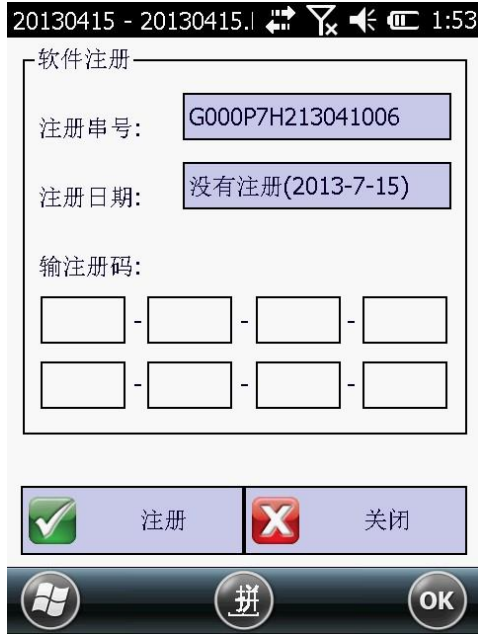 20130415 - 20130415. 1:53
软件注册
注册串号: G000P7H213041006
注册日期: 没有注册(2013-7-15)
输注册码:
- - -
- - -
注册 关闭
拼 OK